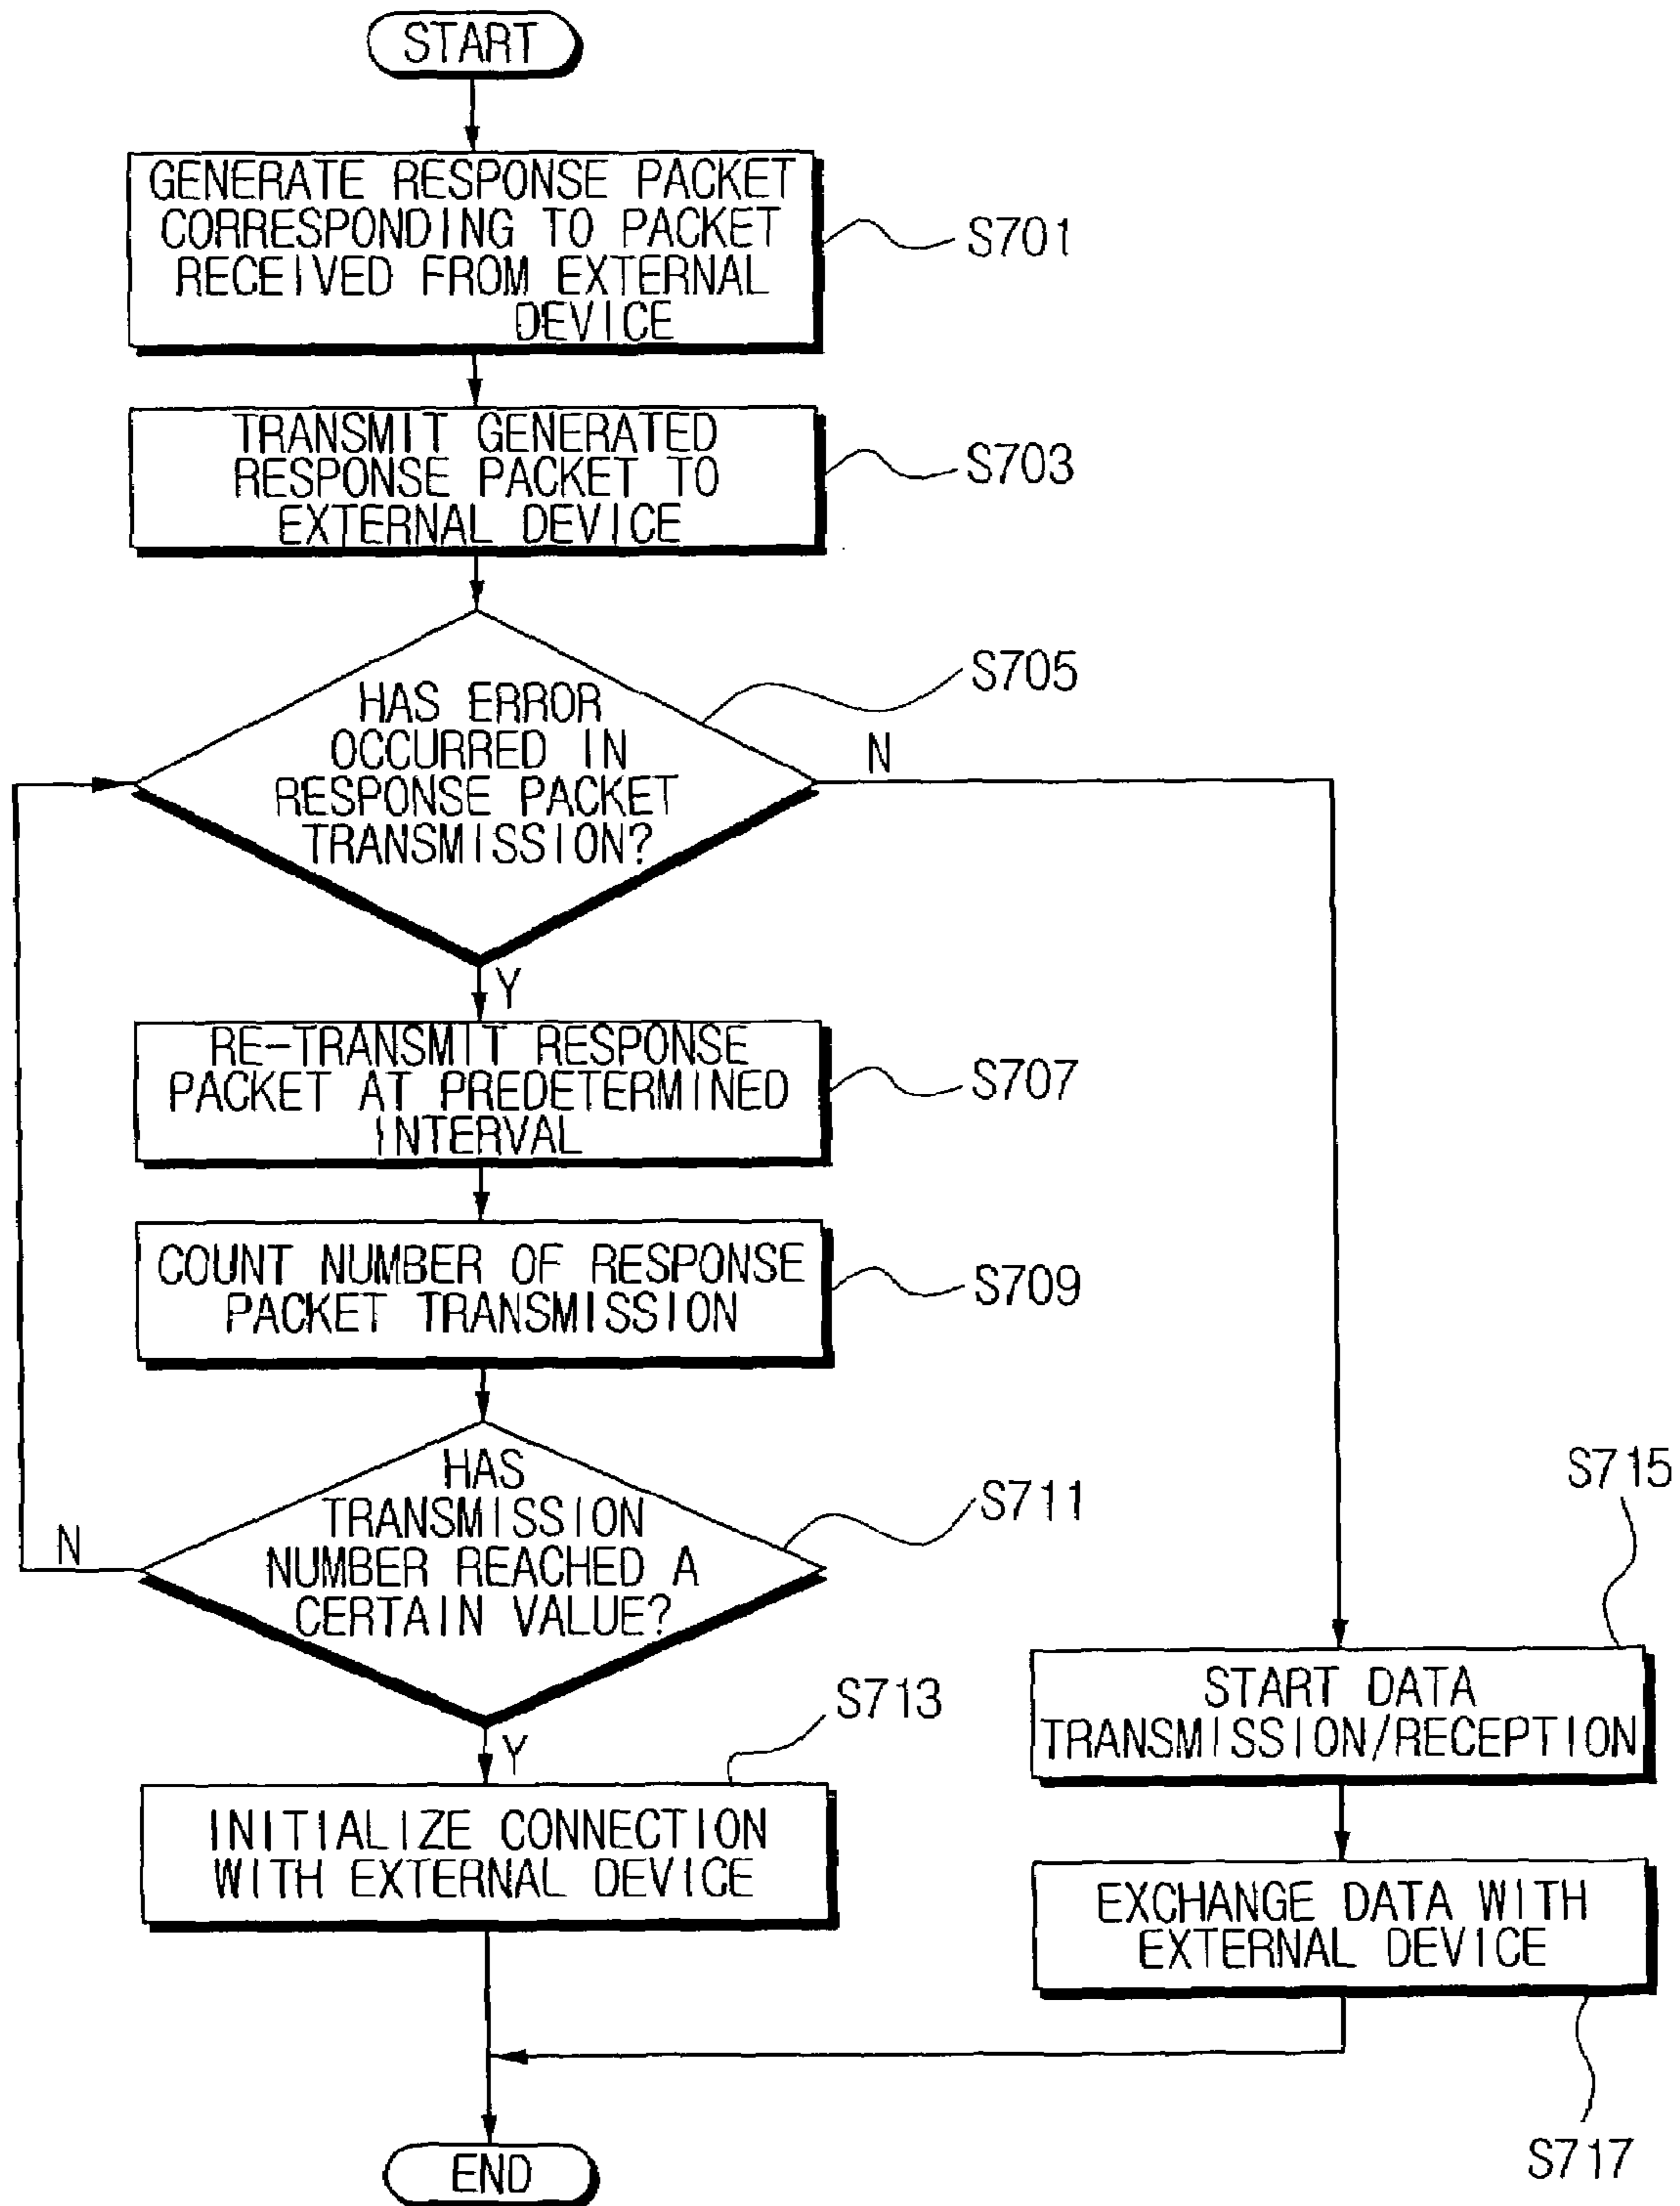 START
GENERATE RESPONSE PACKET
CORRESPONDING TO PACKET
RECEIVED FROM EXTERNAL
DEVICE
S701
TRANSMIT GENERATED
RESPONSE PACKET TO
EXTERNAL DEVICE
S703
HAS ERROR
OCCURRED IN
RESPONSE PACKET
TRANSMISSION?
S705
N
Y
RE-TRANSMIT RESPONSE
PACKET AT PREDETERMINED
INTERVAL
S707
COUNT NUMBER OF RESPONSE
PACKET TRANSMISSION
S709
HAS
TRANSMISSION
NUMBER REACHED A
CERTAIN VALUE?
S711
N
Y
S713
INITIALIZE CONNECTION
WITH EXTERNAL DEVICE
S715
START DATA
TRANSMISSION/RECEPTION
EXCHANGE DATA WITH
EXTERNAL DEVICE
S717
END